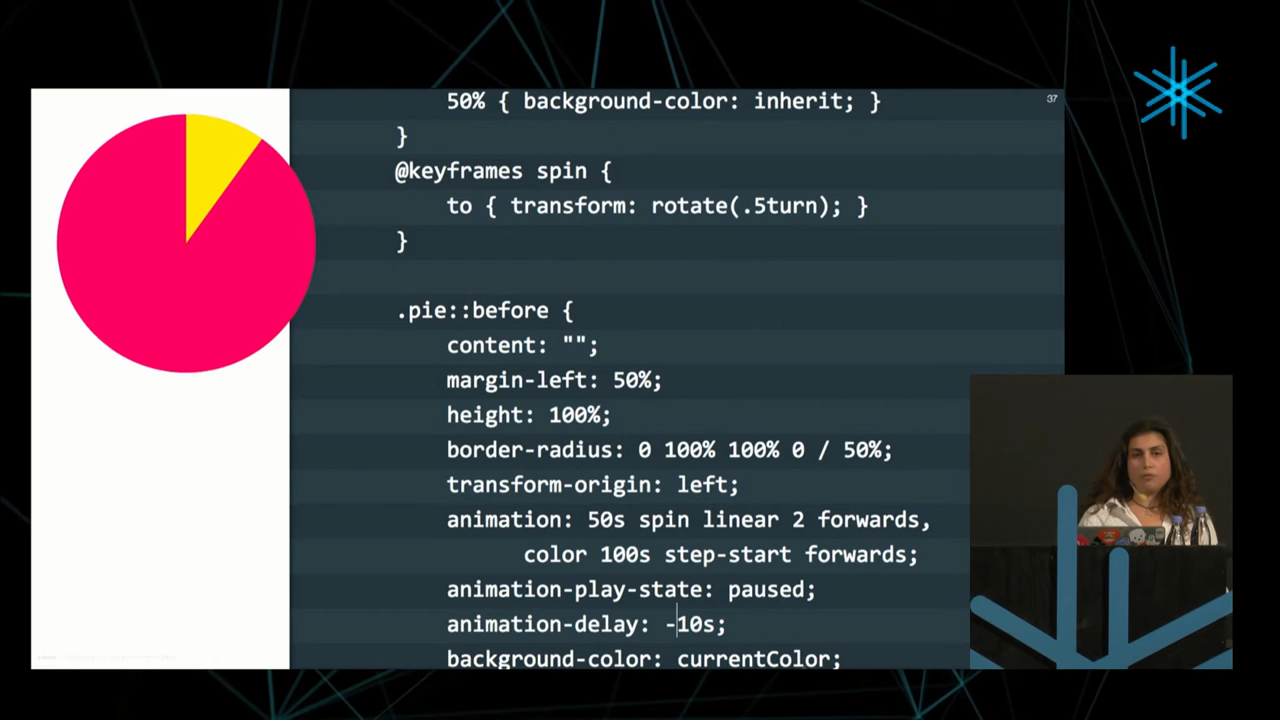 50% { background-color: inherit; }
37
}
@keyframes spin {
to { transform: rotate(.5turn); }
}
.pie::before {
content: "";
margin-left: 50%;
height: 100%;
border-radius: 0 100% 100% 0 / 50%;
transform-origin: left;
animation: 50s spin linear 2 forwards,
color 100s step-start forwards;
animation-play-state: paused;
animation-delay: -10s;
background-color: currentColor;